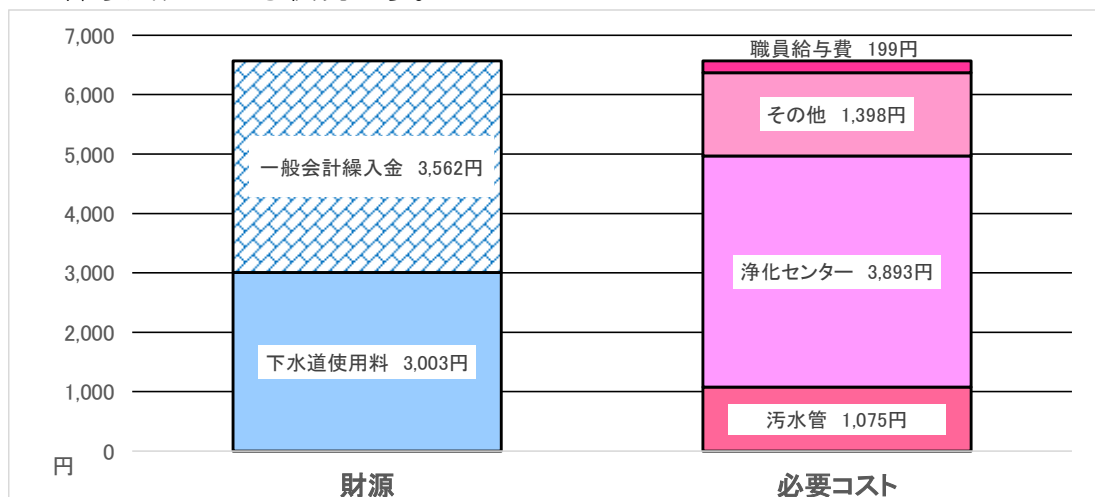 7,000
6,000
5,000
4,000
3,000
2,000
1,000
0
円
一般会計繰入金 3,562円
下水道使用料 3,003円
財源
職員給与費 199円
その他 1,398円
浄化センター 3,893円
汚水管 1,075円
必要コスト